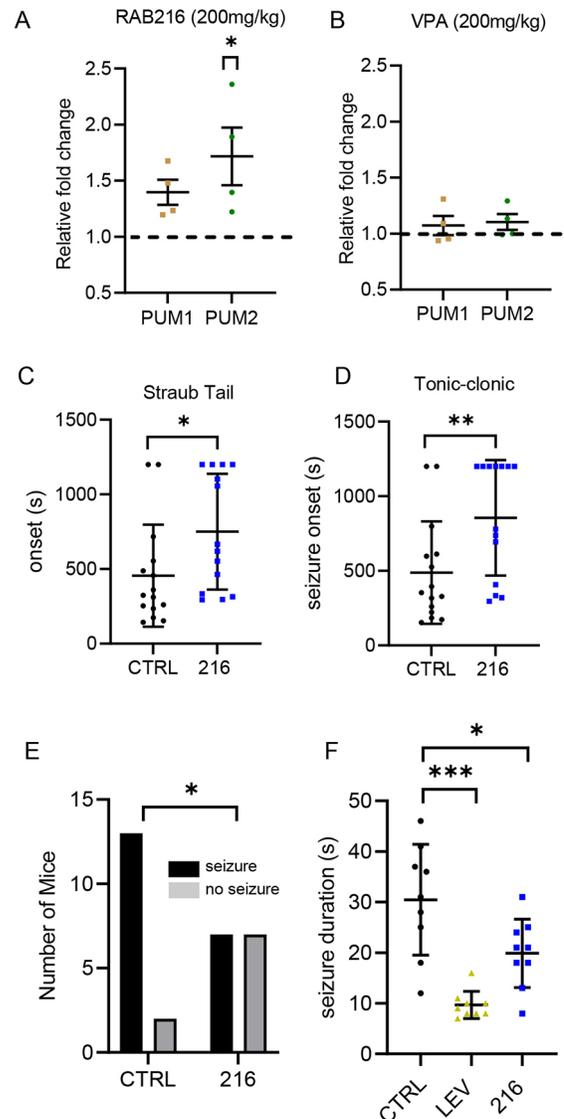 A
RAB216 (200mg/kg)
*
Relative fold change
2.5
2.0
1.5
1.0
0.5
PUM1 PUM2
B
VPA (200mg/kg)
Relative fold change
2.5
2.0
1.5
1.0
0.5
PUM1 PUM2
C
Straub Tail
*
onset (s)
1500
1000
500
0
CTRL 216
D
Tonic-clonic
**
seizure onset (s)
1500
1000
500
0
CTRL 216
E
*
Number of Mice
15
10
5
0
seizure
no seizure
CTRL 216
F
*
***
seizure duration (s)
50
40
30
20
10
0
CTRL LEV 216